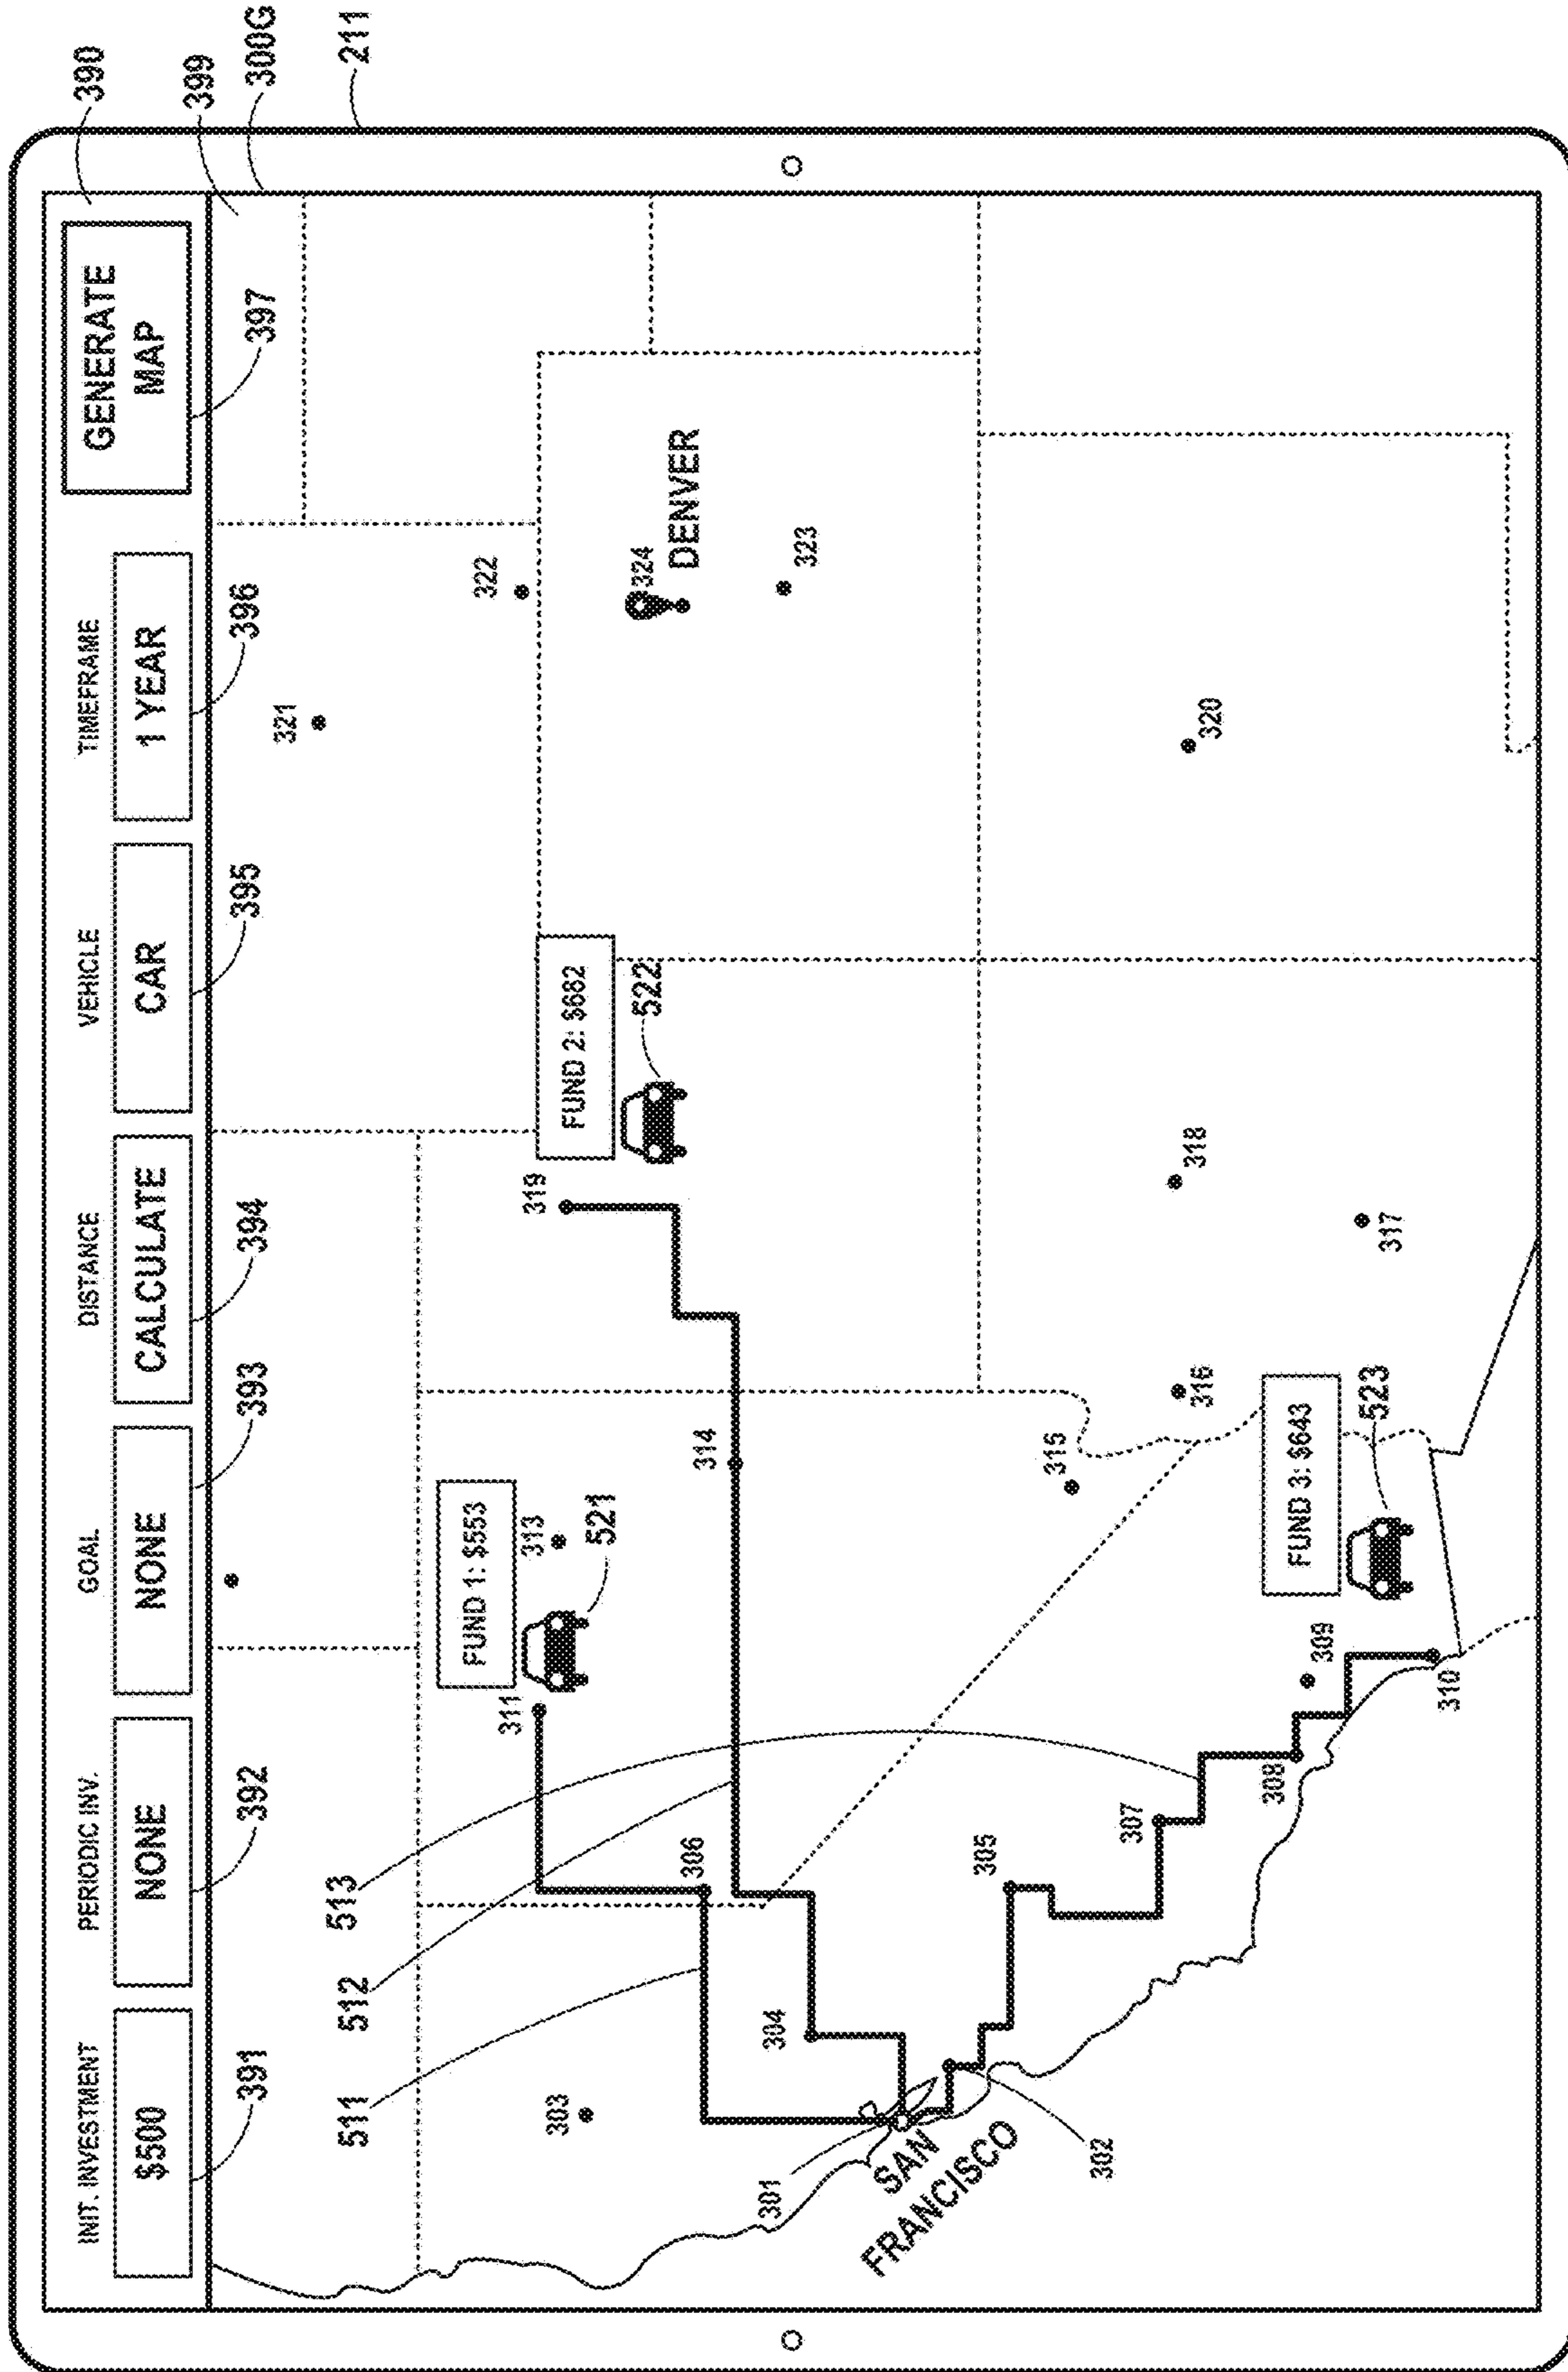 INIT. INVESTMENT
$500
391
PERIODIC INV.
NONE
392
GOAL
NONE
393
DISTANCE
CALCULATE
394
VEHICLE
CAR
395
TIMEFRAME
1 YEAR
396
GENERATE
MAP
397
390
399
300G
211
321
322
324
DENVER
323
320
FUND 2: $682
522
319
318
317
316
315
314
FUND 1: $553
313
521
311
FUND 3: $643
523
309
310
308
307
305
306
304
303
513
512
511
301
SAN
FRANCISCO
302